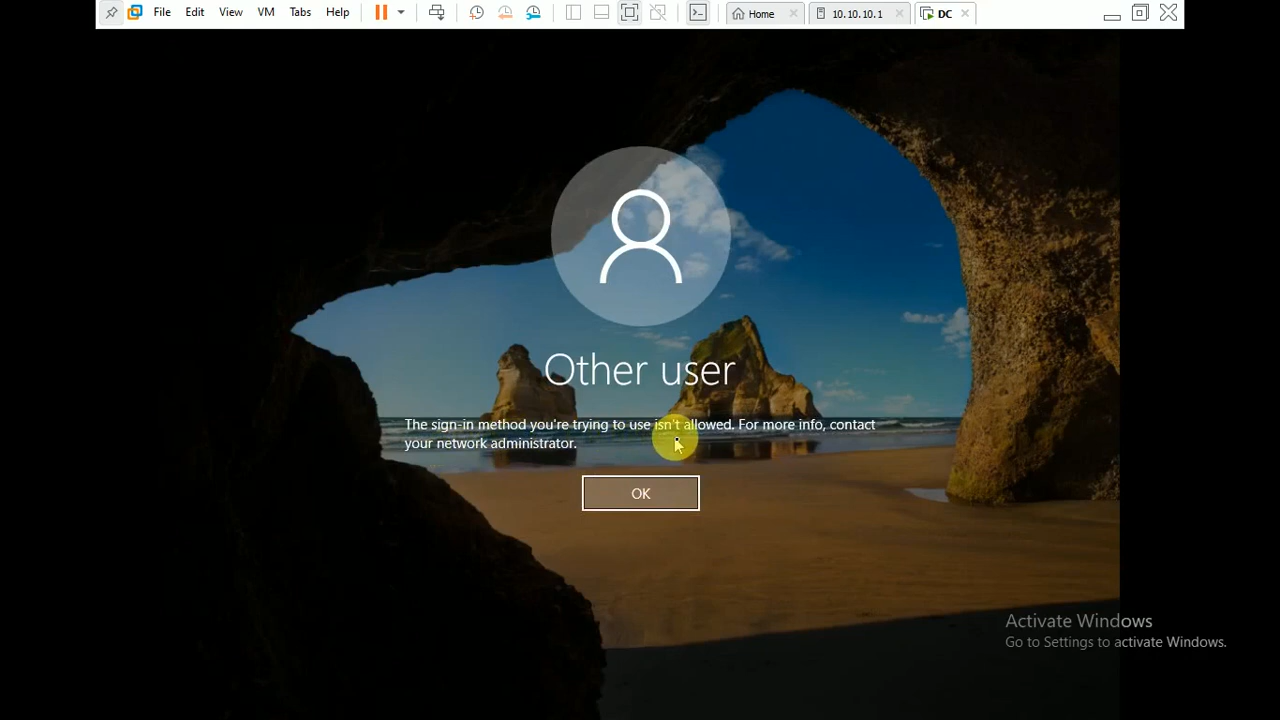 File Edit View VM Tabs Help Home 10.10.10.1 DC
Other user
The sign-in method you're trying to use isn't allowed. For more info, contact
your network administrator.
OK
Activate Windows
Go to Settings to activate Windows.